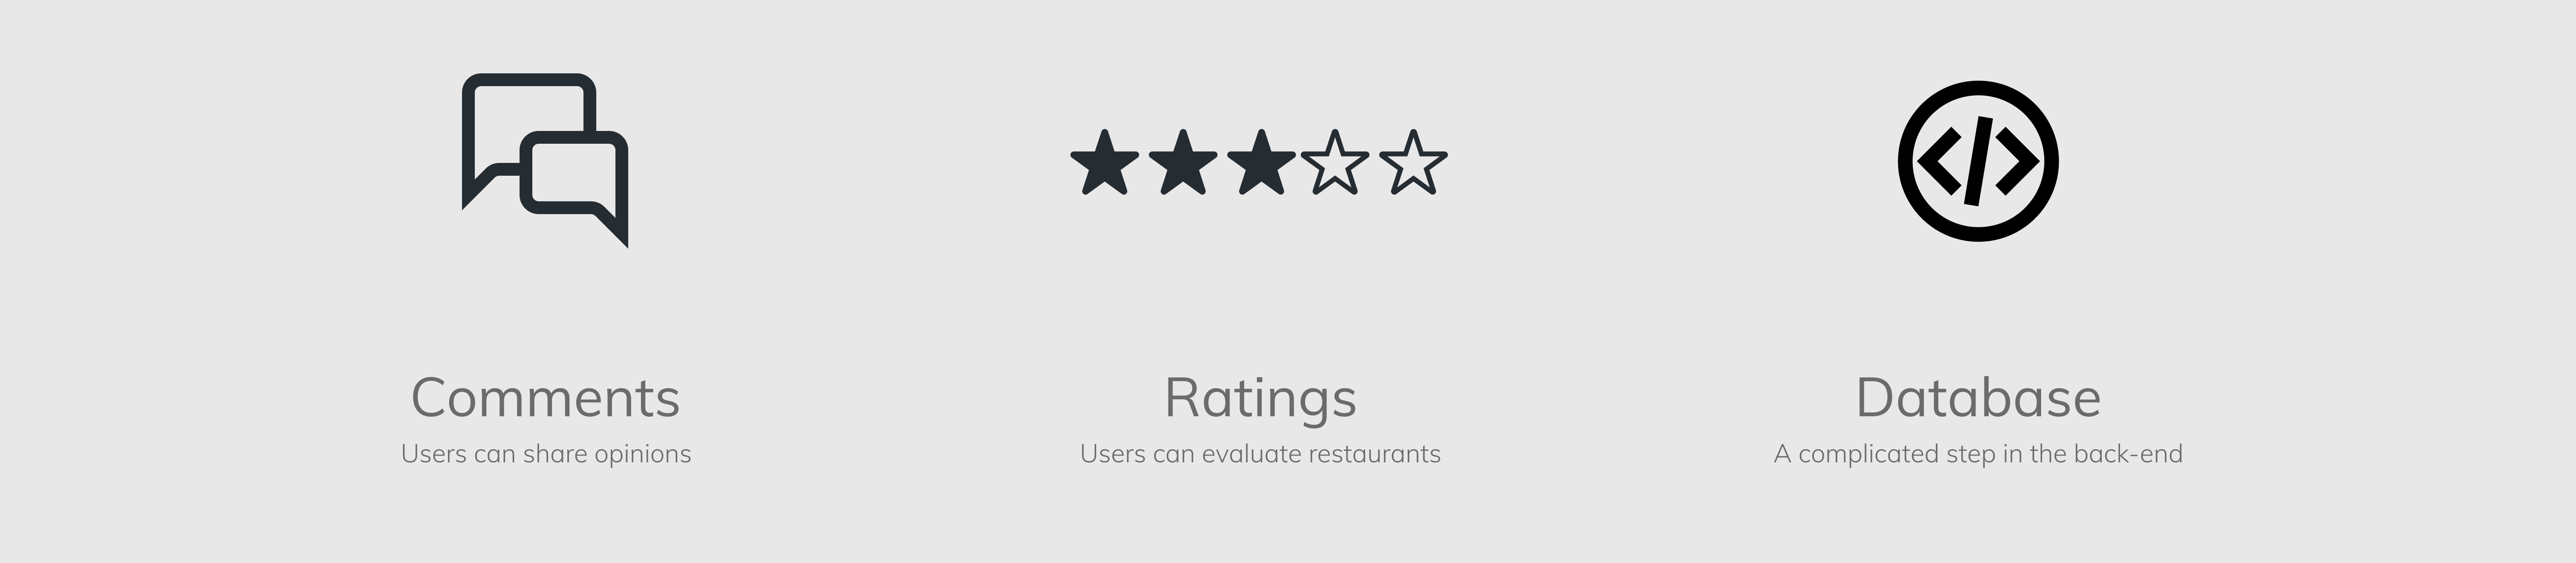 Comments
Users can share opinions
Ratings
Users can evaluate restaurants
Database
A complicated step in the back-end